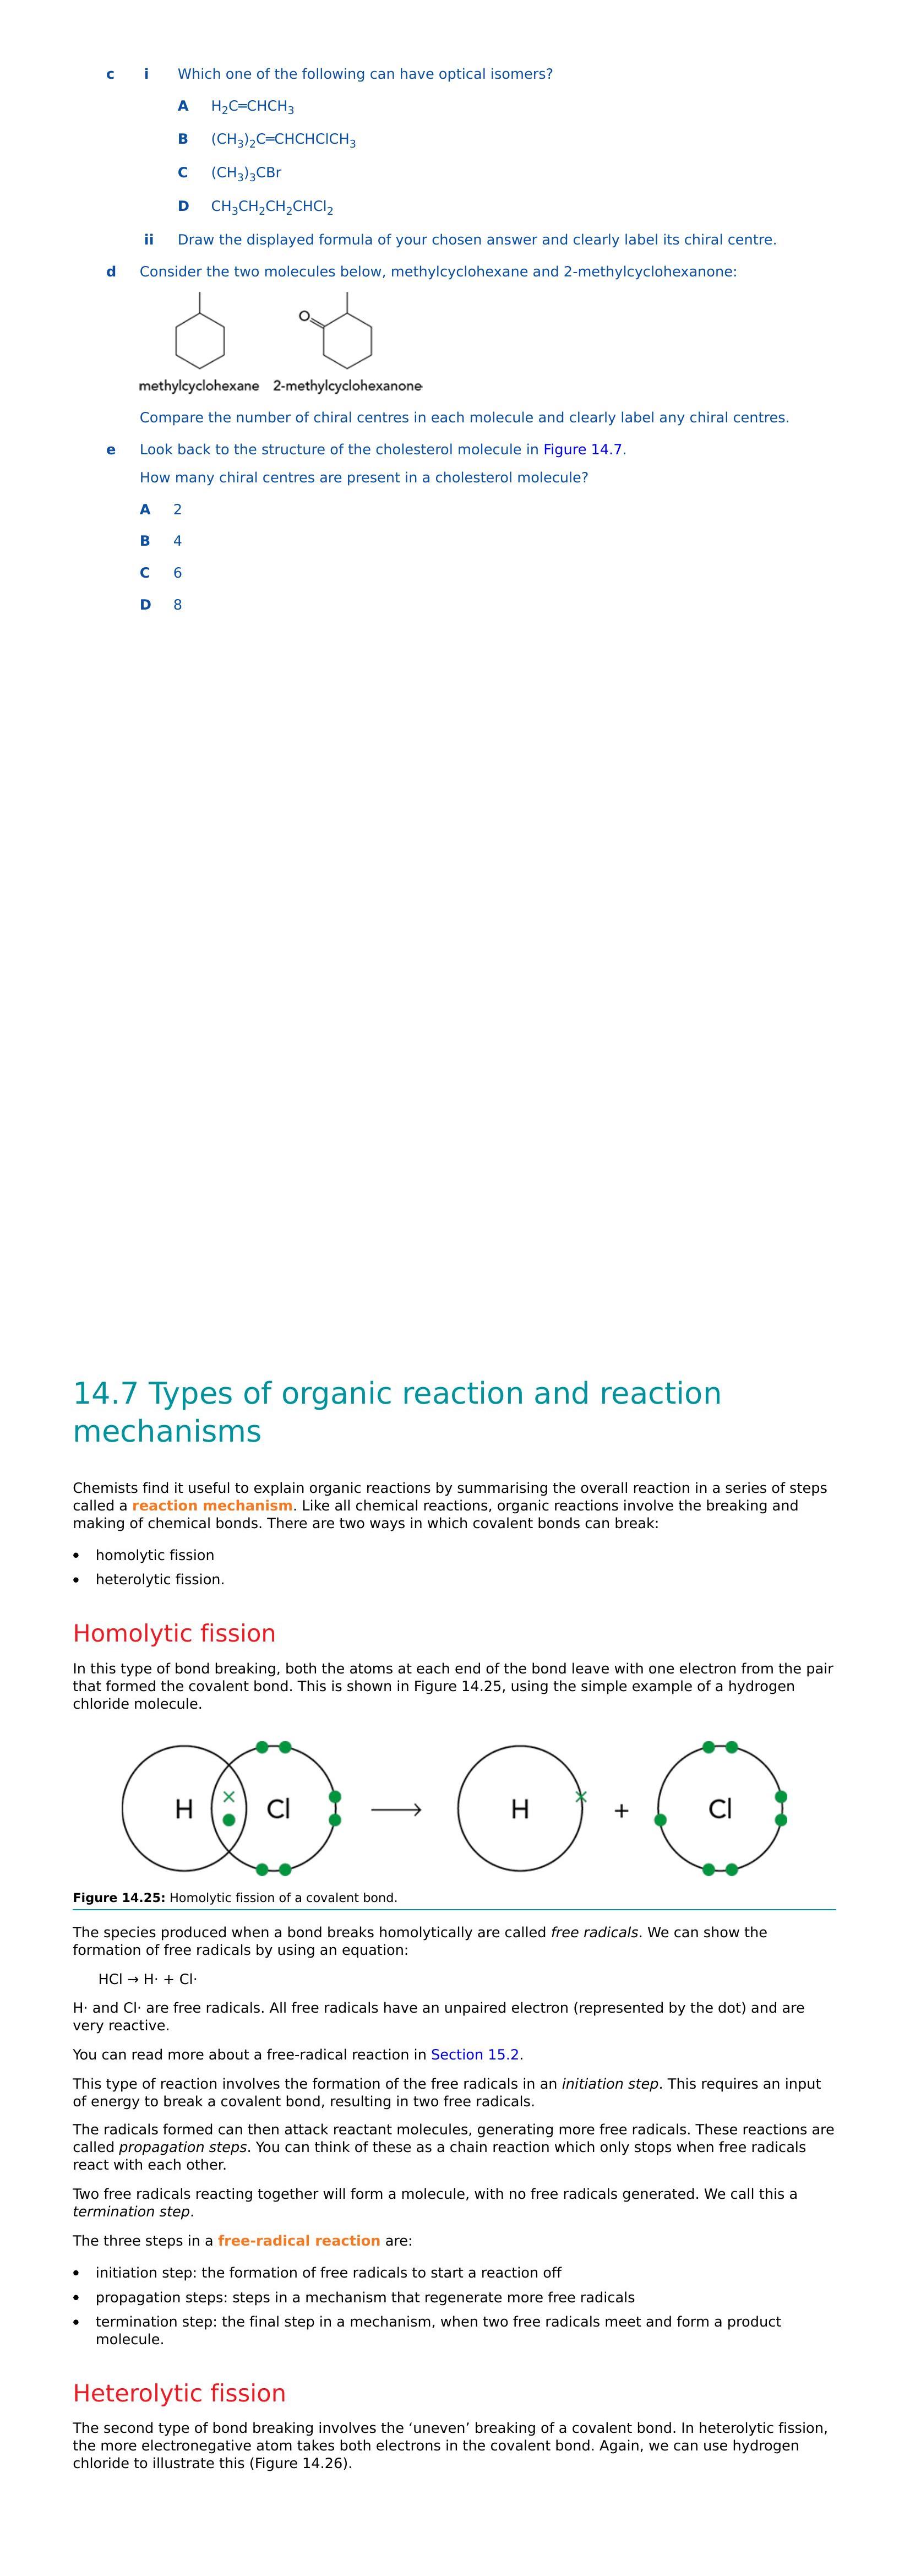 c i Which one of the following can have optical isomers?
A H₂C═CHCH₃
B (CH₃)₂C═CHCHClCH₃
C (CH₃)₃CBr
D CH₃CH₂CH₂CHCl₂
ii Draw the displayed formula of your chosen answer and clearly label its chiral centre.
d Consider the two molecules below, methylcyclohexane and 2-methylcyclohexanone:
O
methylcyclohexane 2-methylcyclohexanone
Compare the number of chiral centres in each molecule and clearly label any chiral centres.
e Look back to the structure of the cholesterol molecule in Figure 14.7.
How many chiral centres are present in a cholesterol molecule?
A 2
B 4
C 6
D 8
14.7 Types of organic reaction and reaction
mechanisms
Chemists find it useful to explain organic reactions by summarising the overall reaction in a series of steps
called a reaction mechanism. Like all chemical reactions, organic reactions involve the breaking and
making of chemical bonds. There are two ways in which covalent bonds can break:
• homolytic fission
• heterolytic fission.
Homolytic fission
In this type of bond breaking, both the atoms at each end of the bond leave with one electron from the pair
that formed the covalent bond. This is shown in Figure 14.25, using the simple example of a hydrogen
chloride molecule.
H Cl → H + Cl
Figure 14.25: Homolytic fission of a covalent bond.
The species produced when a bond breaks homolytically are called free radicals. We can show the
formation of free radicals by using an equation:
HCl → H· + Cl·
H· and Cl· are free radicals. All free radicals have an unpaired electron (represented by the dot) and are
very reactive.
You can read more about a free-radical reaction in Section 15.2.
This type of reaction involves the formation of the free radicals in an initiation step. This requires an input
of energy to break a covalent bond, resulting in two free radicals.
The radicals formed can then attack reactant molecules, generating more free radicals. These reactions are
called propagation steps. You can think of these as a chain reaction which only stops when free radicals
react with each other.
Two free radicals reacting together will form a molecule, with no free radicals generated. We call this a
termination step.
The three steps in a free-radical reaction are:
• initiation step: the formation of free radicals to start a reaction off
• propagation steps: steps in a mechanism that regenerate more free radicals
• termination step: the final step in a mechanism, when two free radicals meet and form a product
molecule.
Heterolytic fission
The second type of bond breaking involves the ‘uneven’ breaking of a covalent bond. In heterolytic fission,
the more electronegative atom takes both electrons in the covalent bond. Again, we can use hydrogen
chloride to illustrate this (Figure 14.26).